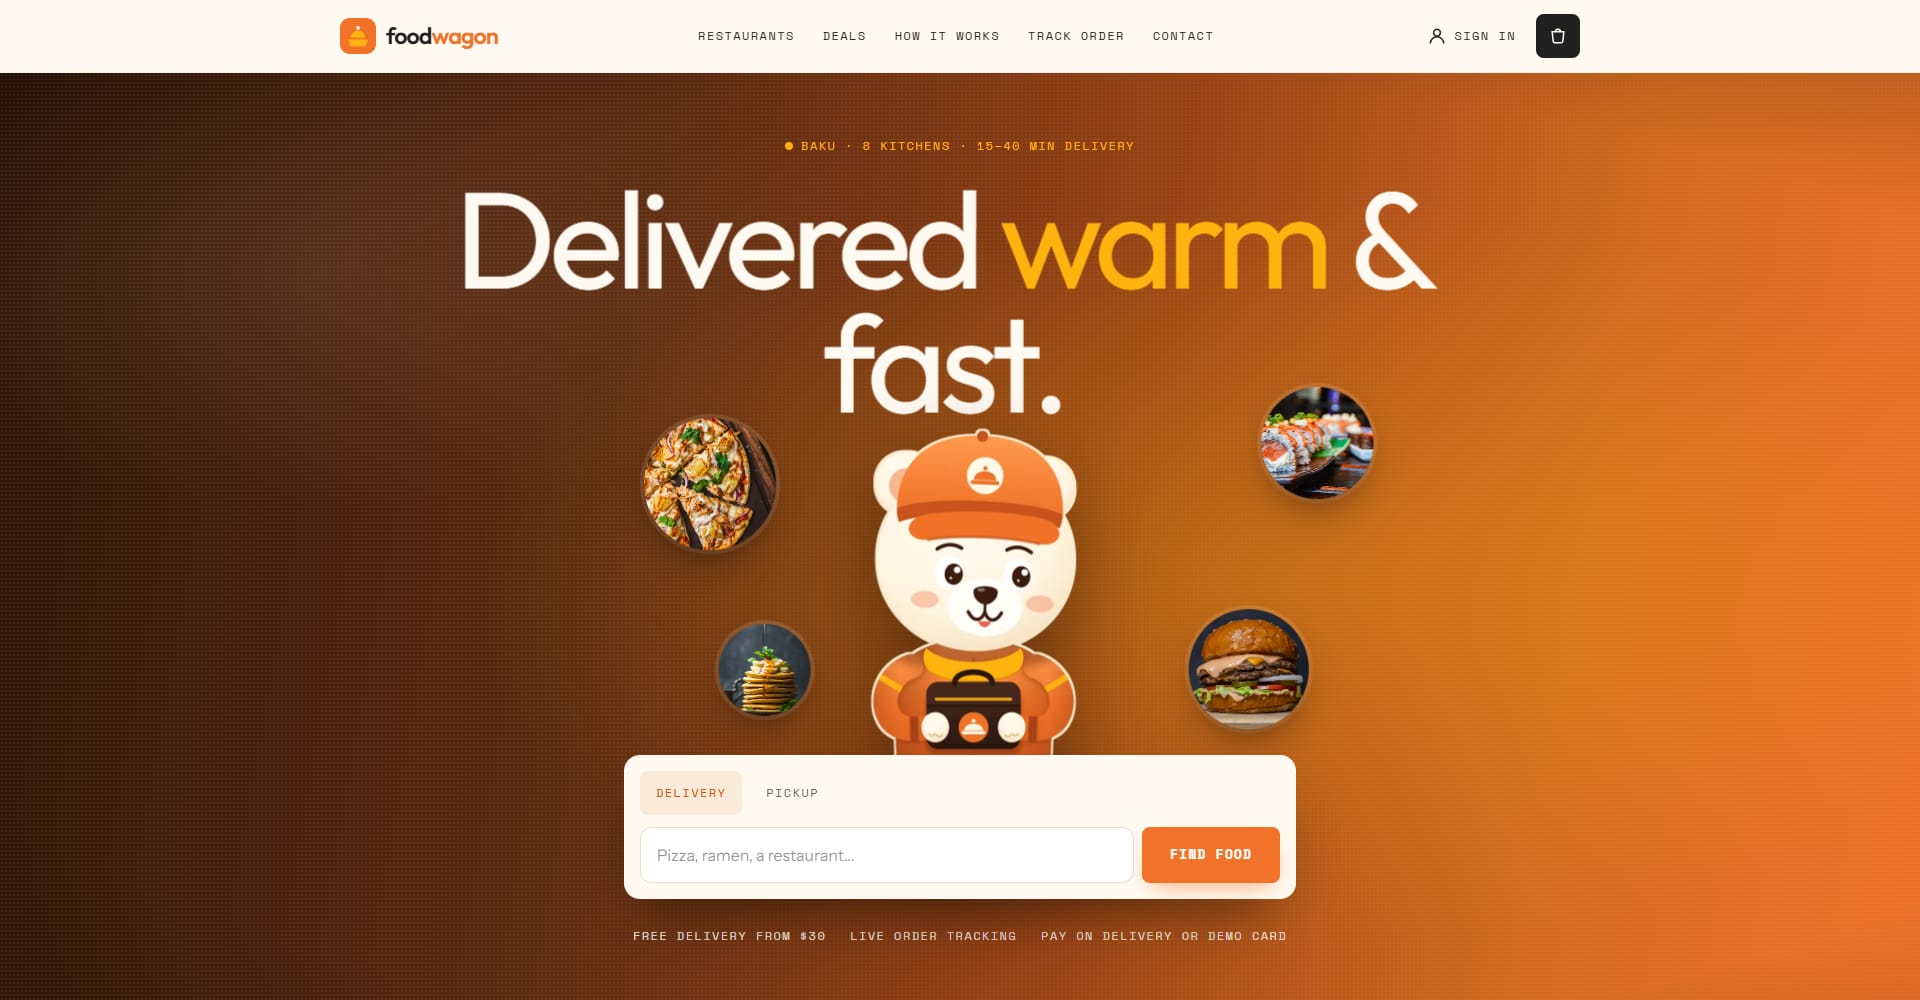 foodwagon
RESTAURANTS DEALS HOW IT WORKS TRACK ORDER CONTACT
SIGN IN
BAKU · 8 KITCHENS · 15–40 MIN DELIVERY
Delivered warm &
fast.
DELIVERY PICKUP
Pizza, ramen, a restaurant...
FIND FOOD
FREE DELIVERY FROM $30 LIVE ORDER TRACKING PAY ON DELIVERY OR DEMO CARD